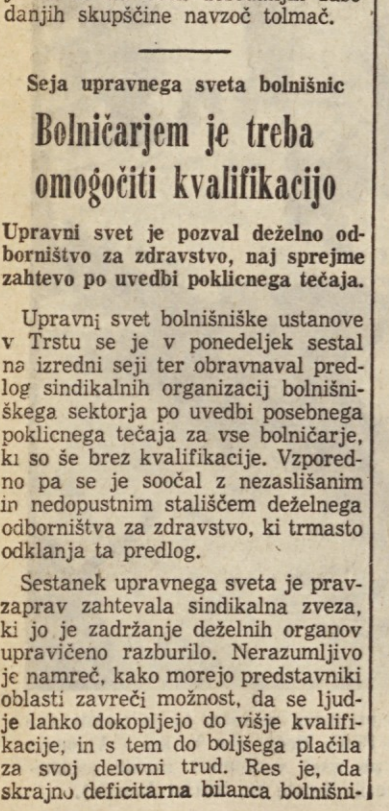 danjih skupščine navzoč tolmač.
Seja upravnega sveta bolnišnic
Bolničarjem je treba
omogočiti kvalifikacijo
Upravni svet je pozval deželno od-
borništvo za zdravstvo, naj sprejme
zahtevo po uvedbi poklicnega tečaja.
Upravni svet bolnišniške ustanove
v Trstu se je v ponedeljek sestal
na izredni seji ter obravnaval pred-
log sindikalnih organizacij bolnišni-
škega sektorja po uvedbi posebnega
poklicnega tečaja za vse bolničarje,
ki so še brez kvalifikacije. Vzpored-
no pa se je soočal z nezaslišanim
in nedopustnim stališčem deželnega
odborništva za zdravstvo, ki trmasto
odklanja ta predlog.
Sestanek upravnega sveta je prav-
zaprav zahtevala sindikalna zveza,
ki jo je zadržanje deželnih organov
upravičeno razburilo. Nerazumljivo
je namreč, kako morejo predstavniki
oblasti zavreči možnost, da se ljud-
je lahko dokopljejo do višje kvalifi-
kacije, in s tem do boljšega plačila
za svoj delovni trud. Res je, da
skrajno deficitarna bilanca bolnišni-